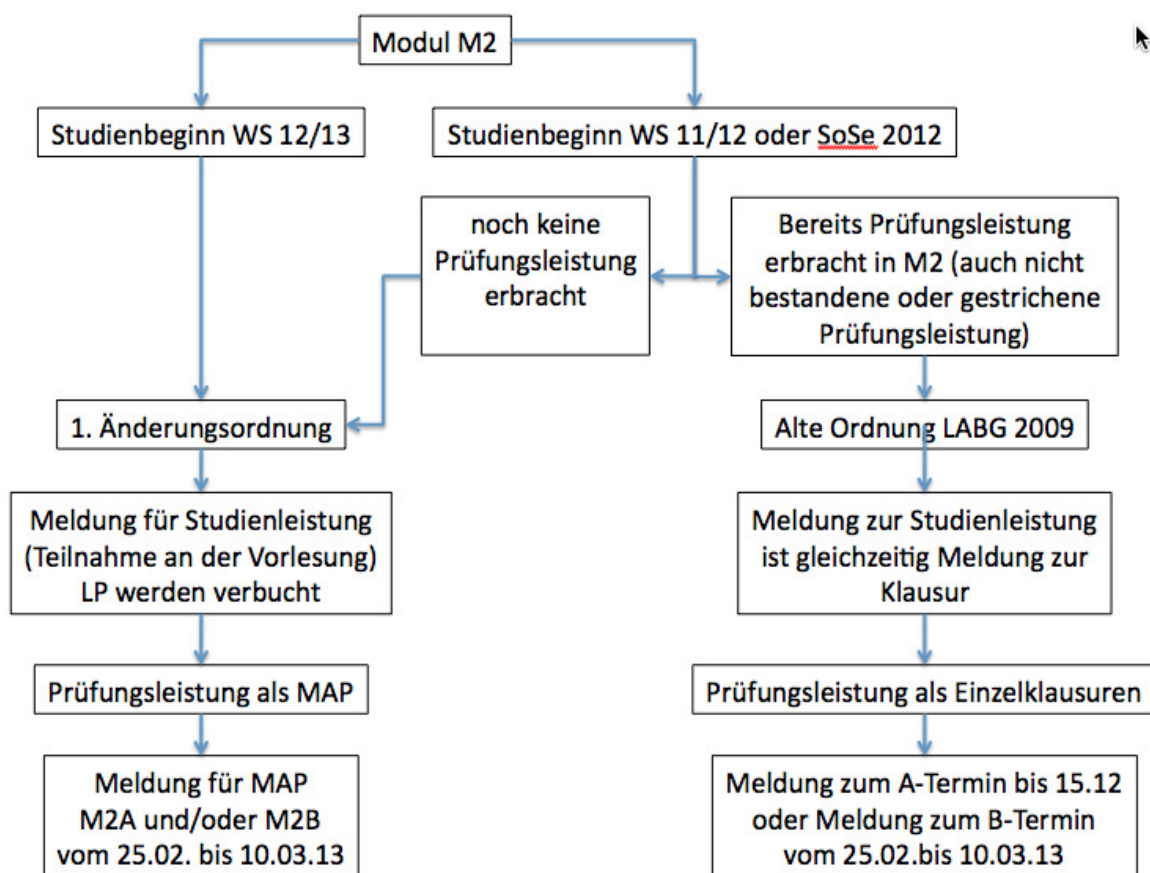 Modul M2
Studienbeginn WS 12/13
Studienbeginn WS 11/12 oder SoSe 2012
noch keine
Prüfungsleistung
erbracht
Bereits Prüfungsleistung
erbracht in M2 (auch nicht
bestandene oder gestrichene
Prüfungsleistung)
1. Änderungsordnung
Alte Ordnung LABG 2009
Meldung für Studienleistung
(Teilnahme an der Vorlesung)
LP werden verbucht
Meldung zur Studienleistung
ist gleichzeitig Meldung zur
Klausur
Prüfungsleistung als MAP
Prüfungsleistung als Einzelklausuren
Meldung für MAP
M2A und/oder M2B
vom 25.02. bis 10.03.13
Meldung zum A-Termin bis 15.12
oder Meldung zum B-Termin
vom 25.02.bis 10.03.13